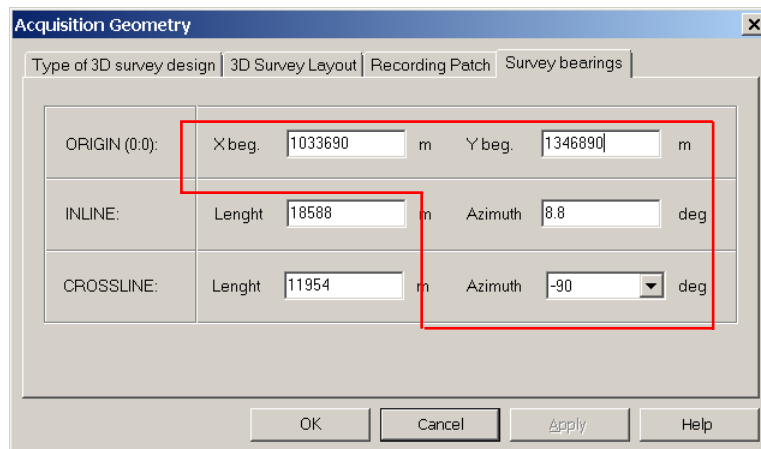 Acquisition Geometry
Type of 3D survey design 3D Survey Layout Recording Patch Survey bearings
ORIGIN (0:0): X beg. 1033690 m Y beg. 1346890 m
INLINE: Lenght 18588 m Azimuth 8.8 deg
CROSSLINE: Lenght 11954 m Azimuth -90 deg
OK Cancel Apply Help